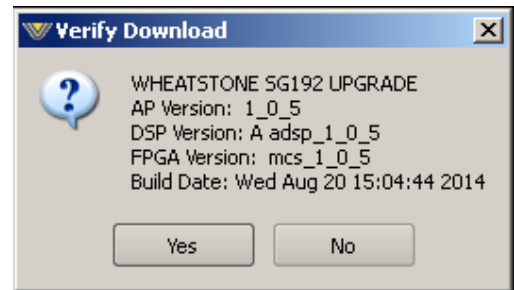 Verify Download
WHEATSTONE SG192 UPGRADE
AP Version: 1_0_5
DSP Version: A adsp_1_0_5
FPGA Version: mcs_1_0_5
Build Date: Wed Aug 20 15:04:44 2014
Yes
No